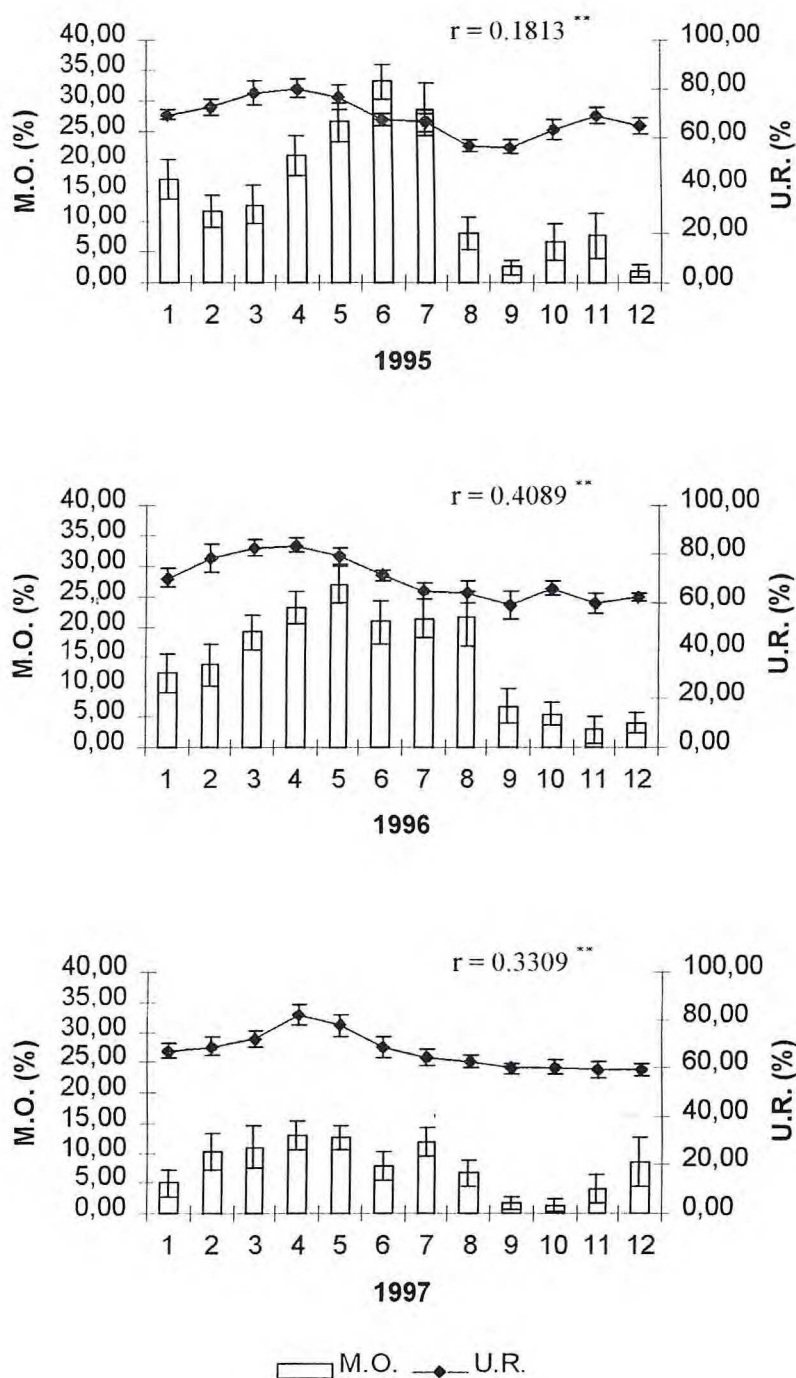 r = 0.1813 **
40,00 100,00
35,00
30,00 80,00
25,00 60,00
20,00
15,00 40,00
10,00 20,00
5,00
0,00 0,00
M.O. (%)
U.R. (%
1 2 3 4 5 6 7 8 9 10 11 12
1995
r = 0.4089 **
40,00 100,00
35,00
30,00 80,00
25,00 60,00
20,00
15,00 40,00
10,00 20,00
5,00
0,00 0,00
M.O. (%)
U.R. (%)
1 2 3 4 5 6 7 8 9 10 11 12
1996
r = 0.3309 **
40,00 100,00
35,00
30,00 80,00
25,00 60,00
20,00
15,00 40,00
10,00 20,00
5,00
0,00 0,00
M.O. (%)
U.R. (%)
1 2 3 4 5 6 7 8 9 10 11 12
1997
M.O. U.R.